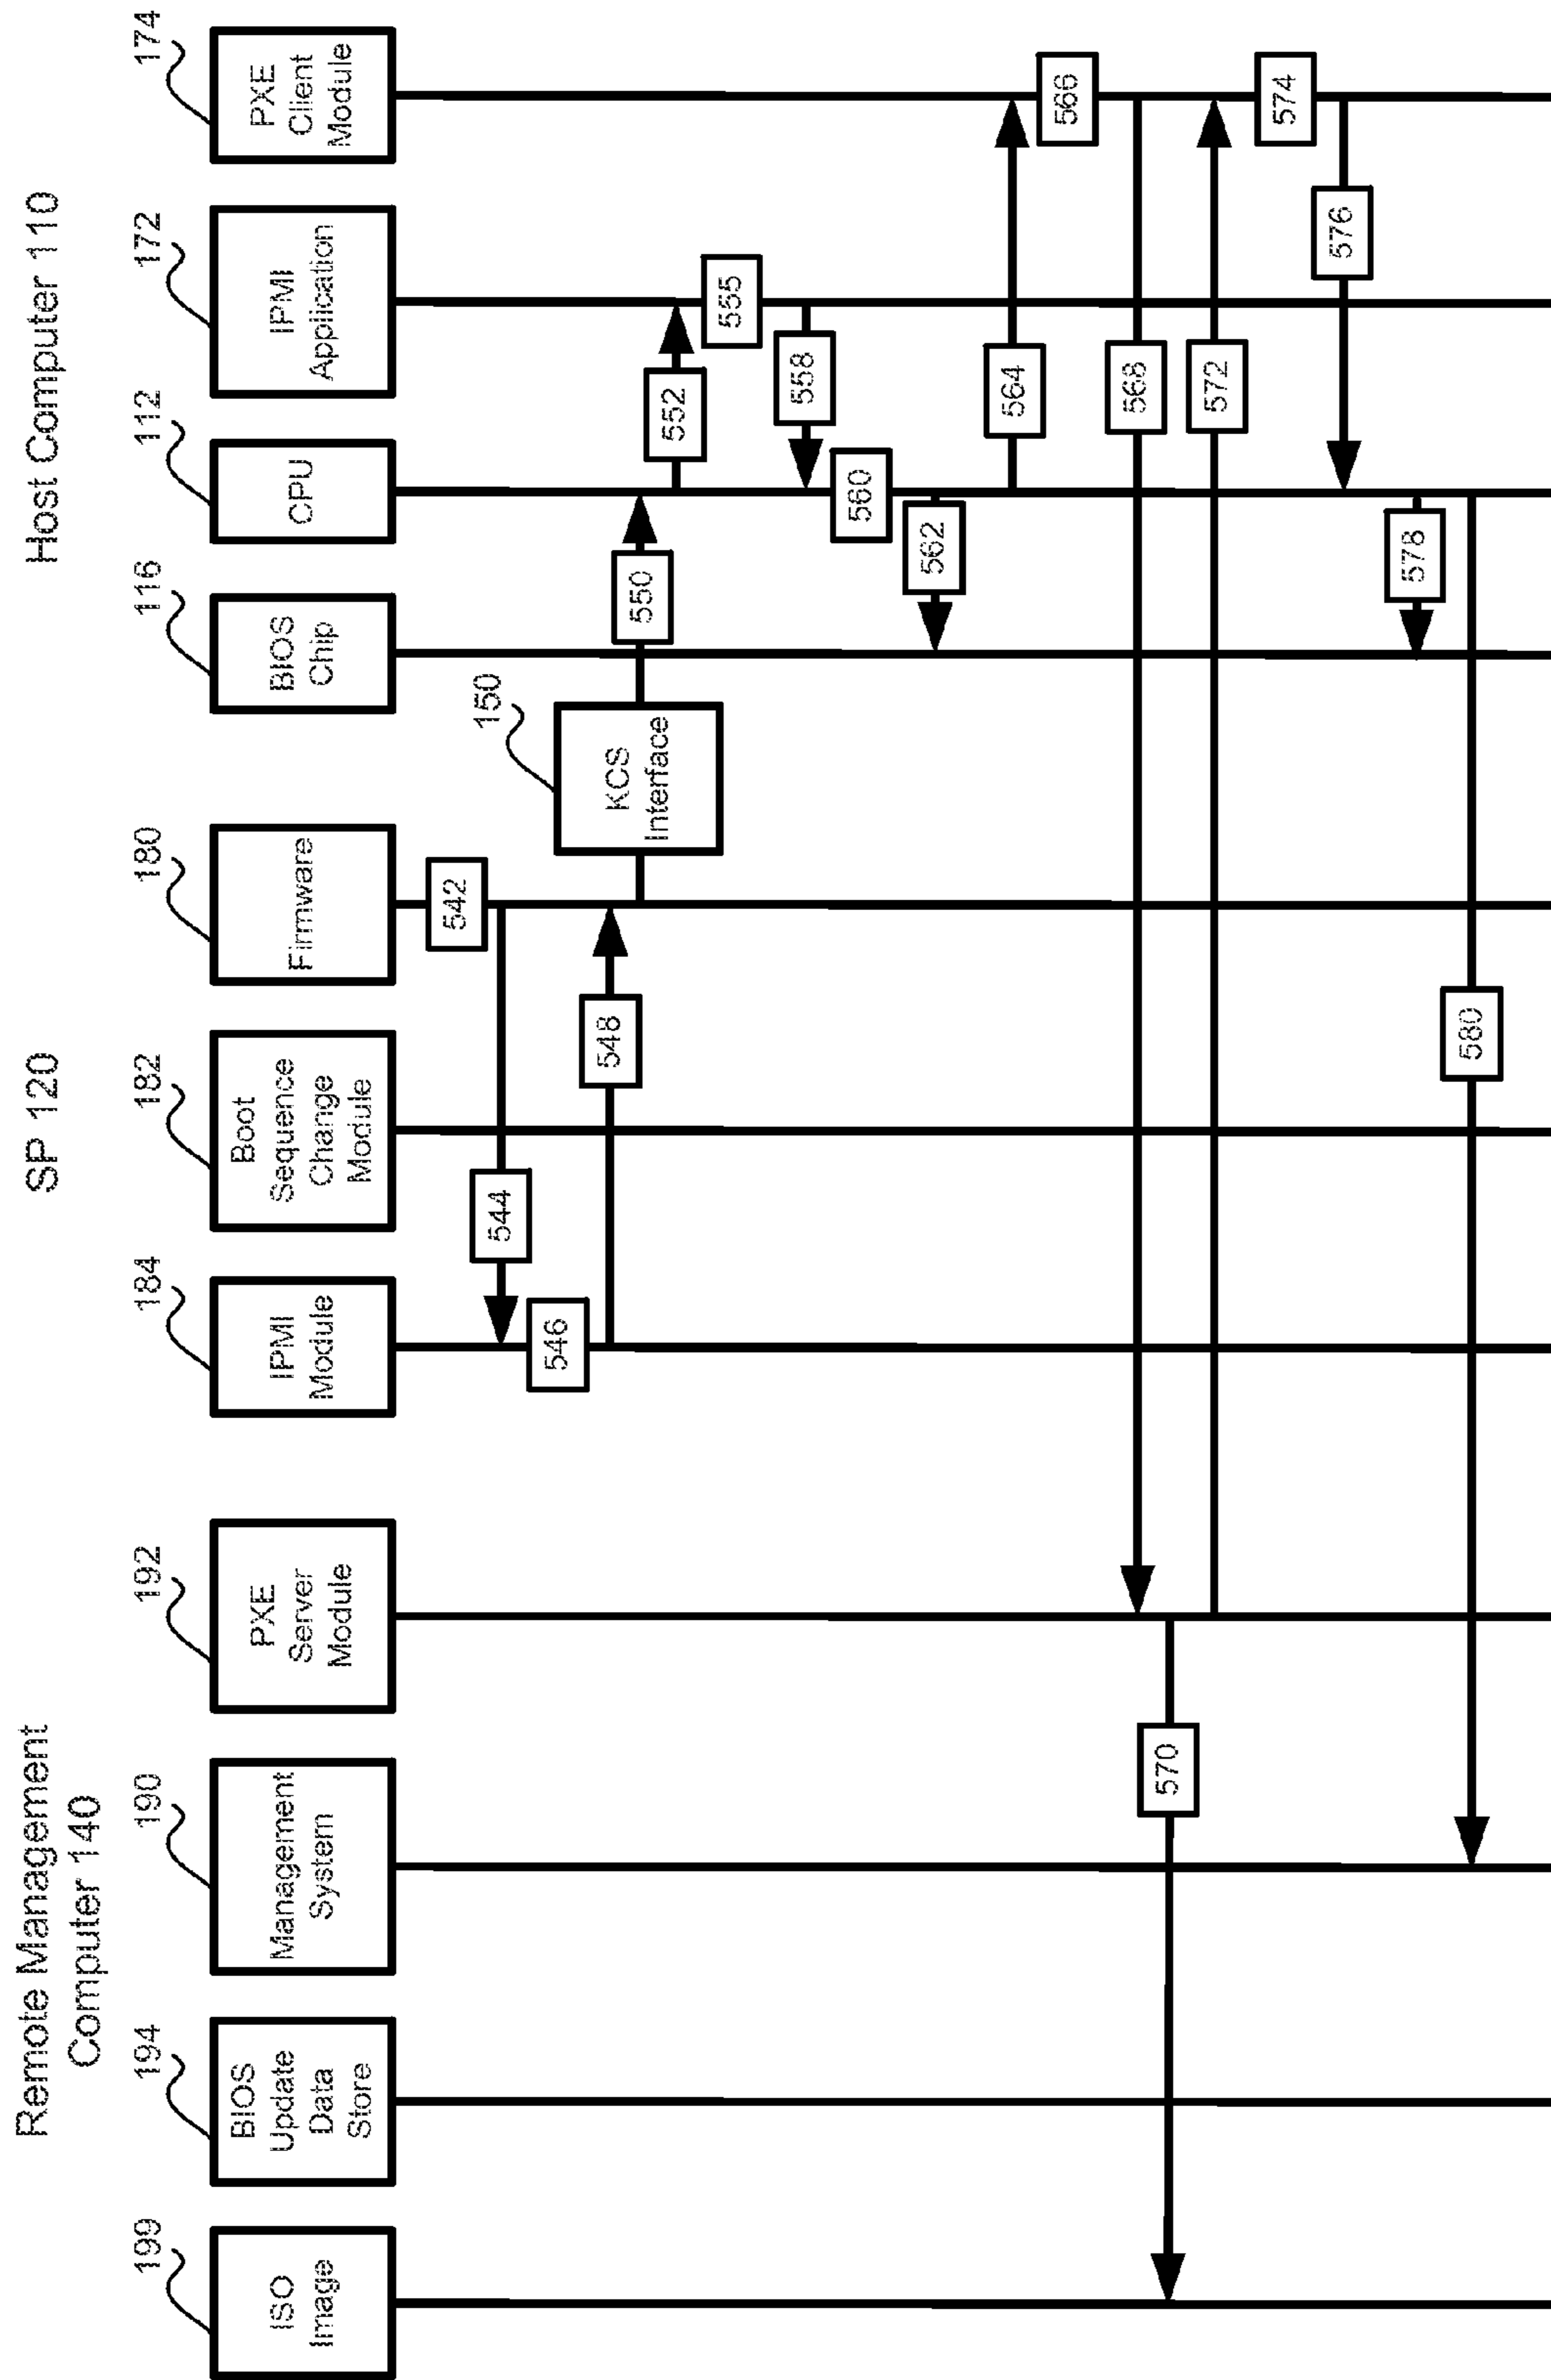 Remote Management
Computer 140
SP 120
Host Computer 110
199
194
190
192
184
182
180
116
112
172
174
ISO
Image
BIOS
Update
Data
Store
Management
System
PXE
Server
Module
IPMI
Module
Boot
Sequence
Change
Module
Firmware
BIOS
Chip
CPU
IPMI
Application
PXE
Client
Module
542
544
546
548
150
KCS
Interface
550
552
555
558
560
562
564
566
568
570
572
574
576
578
580